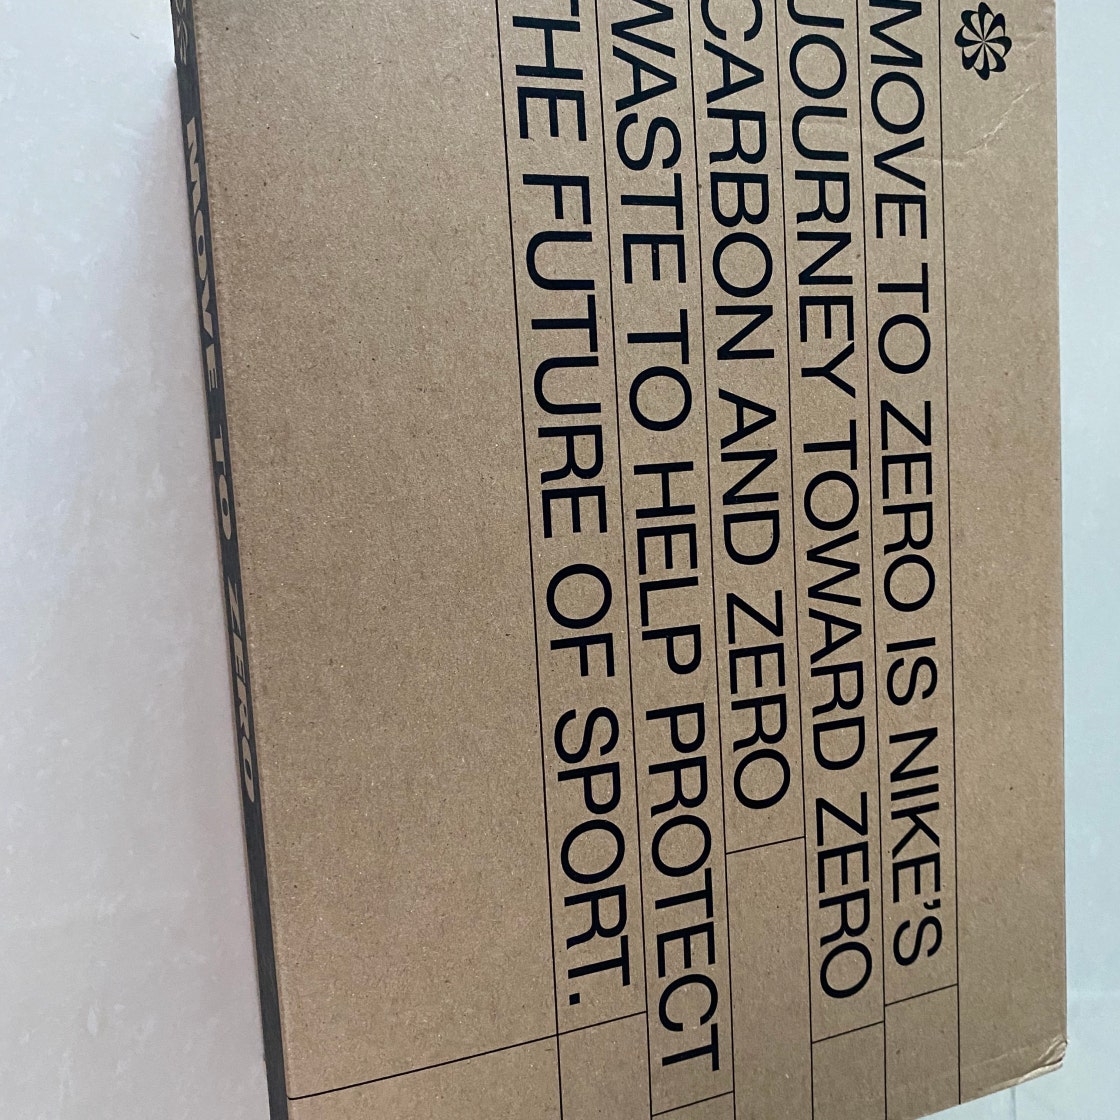 MOVE TO ZERO IS NIKE'S
JOURNEY TOWARD ZERO
CARBON AND ZERO
WASTE TO HELP PROTECT
THE FUTURE OF SPORT.
MOVE TO ZERO